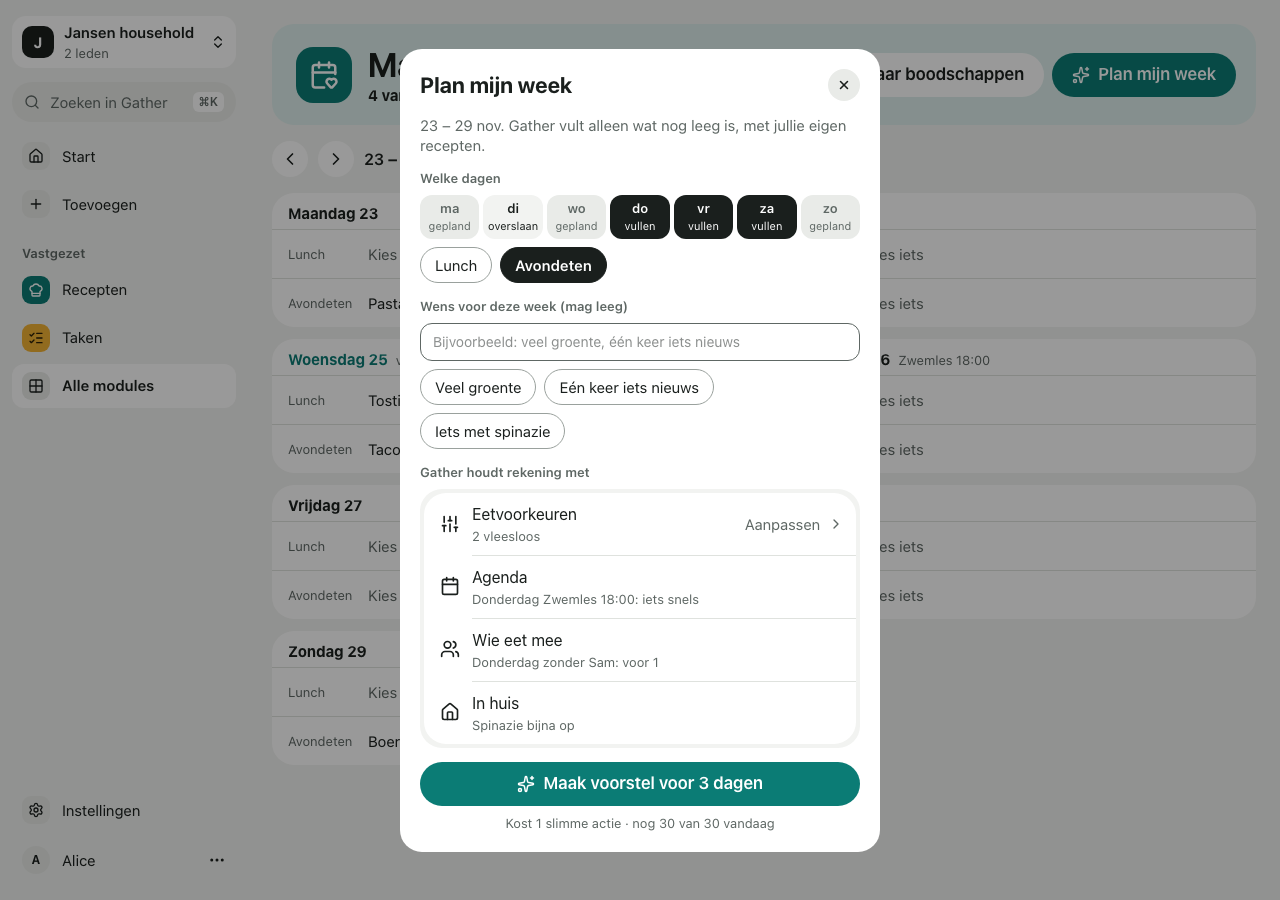 J
Jansen household
2 leden
Zoeken in Gather
⌘K
Start
Toevoegen
Vastgezet
Recepten
Taken
Alle modules
Instellingen
A
Alice
4 van
aar boodschappen
Plan mijn week
23 –
Maandag 23
Lunch
Kies
es iets
Avondeten
Pasta
es iets
Woensdag 25
6
Zwemles 18:00
Lunch
Tosti
es iets
Avondeten
Taco
es iets
Vrijdag 27
Lunch
Kies
es iets
Avondeten
Kies
es iets
Zondag 29
Lunch
Kies
Avondeten
Boer
Plan mijn week
23 – 29 nov. Gather vult alleen wat nog leeg is, met jullie eigen
recepten.
Welke dagen
ma di wo do vr za zo
gepland overslaan gepland vullen vullen vullen gepland
Lunch Avondeten
Wens voor deze week (mag leeg)
Bijvoorbeeld: veel groente, één keer iets nieuws
Veel groente Eén keer iets nieuws
Iets met spinazie
Gather houdt rekening met
Eetvoorkeuren
2 vleesloos
Aanpassen
Agenda
Donderdag Zwemles 18:00: iets snels
Wie eet mee
Donderdag zonder Sam: voor 1
In huis
Spinazie bijna op
Maak voorstel voor 3 dagen
Kost 1 slimme actie · nog 30 van 30 vandaag